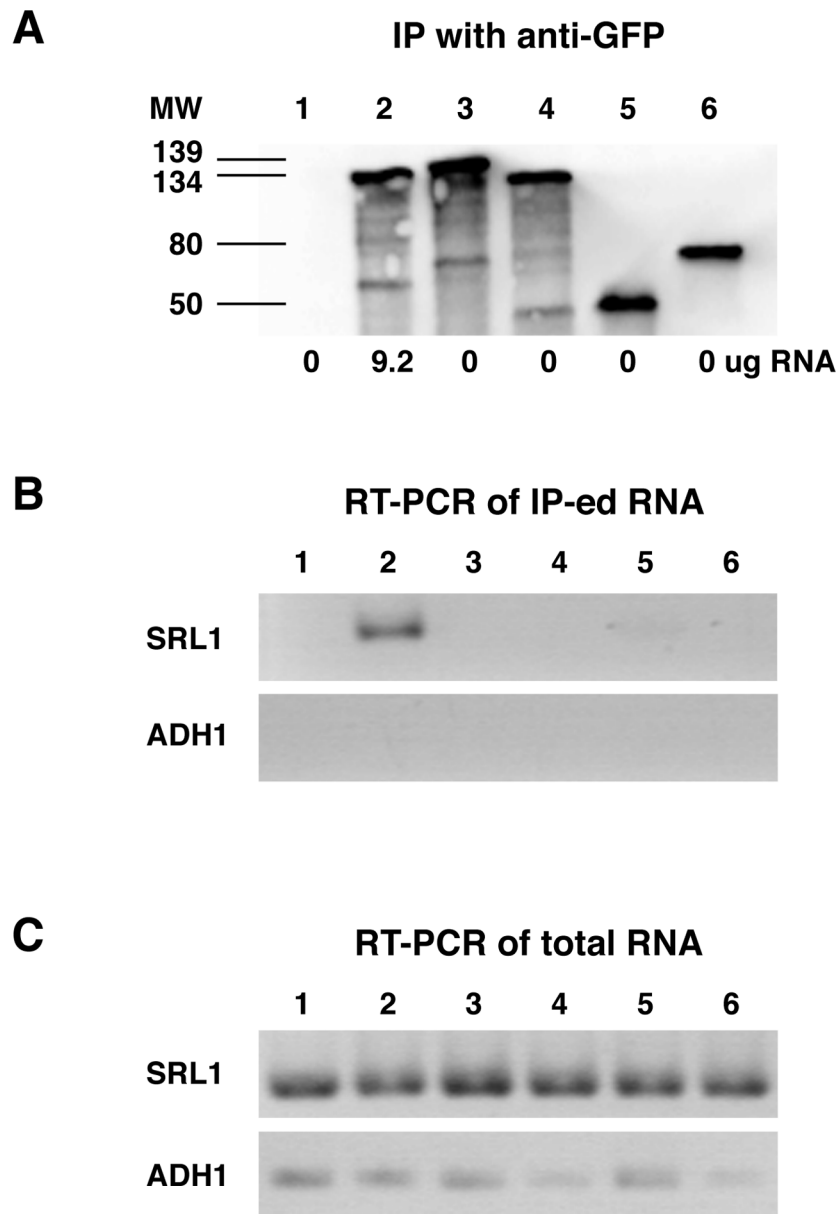 A
IP with anti-GFP
MW 1 2 3 4 5 6
139
134
80
50
0 9.2 0 0 0 0 ug RNA
B
RT-PCR of IP-ed RNA
1 2 3 4 5 6
SRL1
ADH1
C
RT-PCR of total RNA
1 2 3 4 5 6
SRL1
ADH1